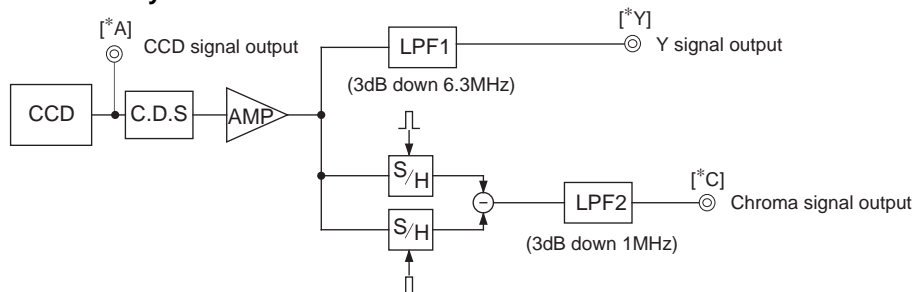 [*A]
CCD signal output
[*Y]
LPF1
Y signal output
(3dB down 6.3MHz)
CCD
C.D.S
AMP
S/H
[*C]
LPF2
Chroma signal output
S/H
(3dB down 1MHz)